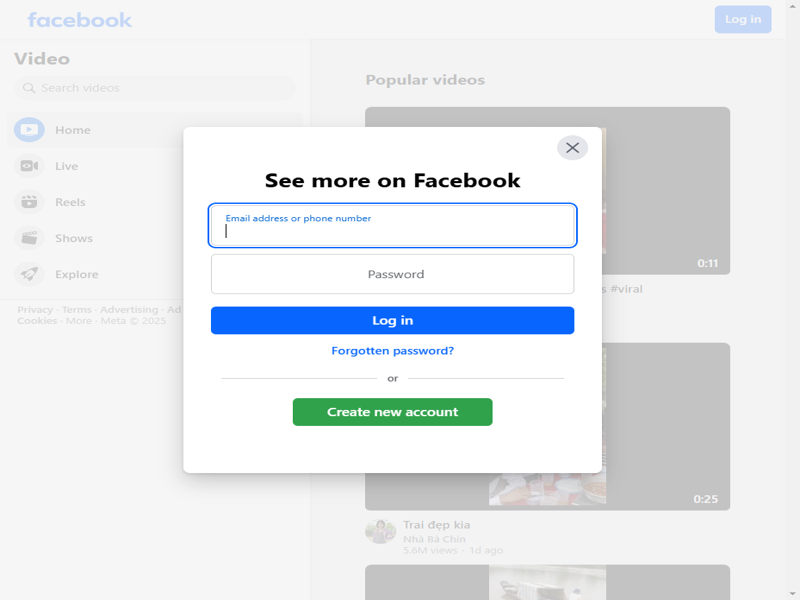 facebook
Log in
Video
Search videos
Home
Live
Reels
Shows
Explore
Privacy · Terms · Advertising · Ad
Cookies · More · Meta © 2025
Popular videos
0:11
s #viral
0:25
Trai đẹp kia
Nhà Bá Chin
5.6M views · 1d ago
See more on Facebook
Email address or phone number
Password
Log in
Forgotten password?
or
Create new account